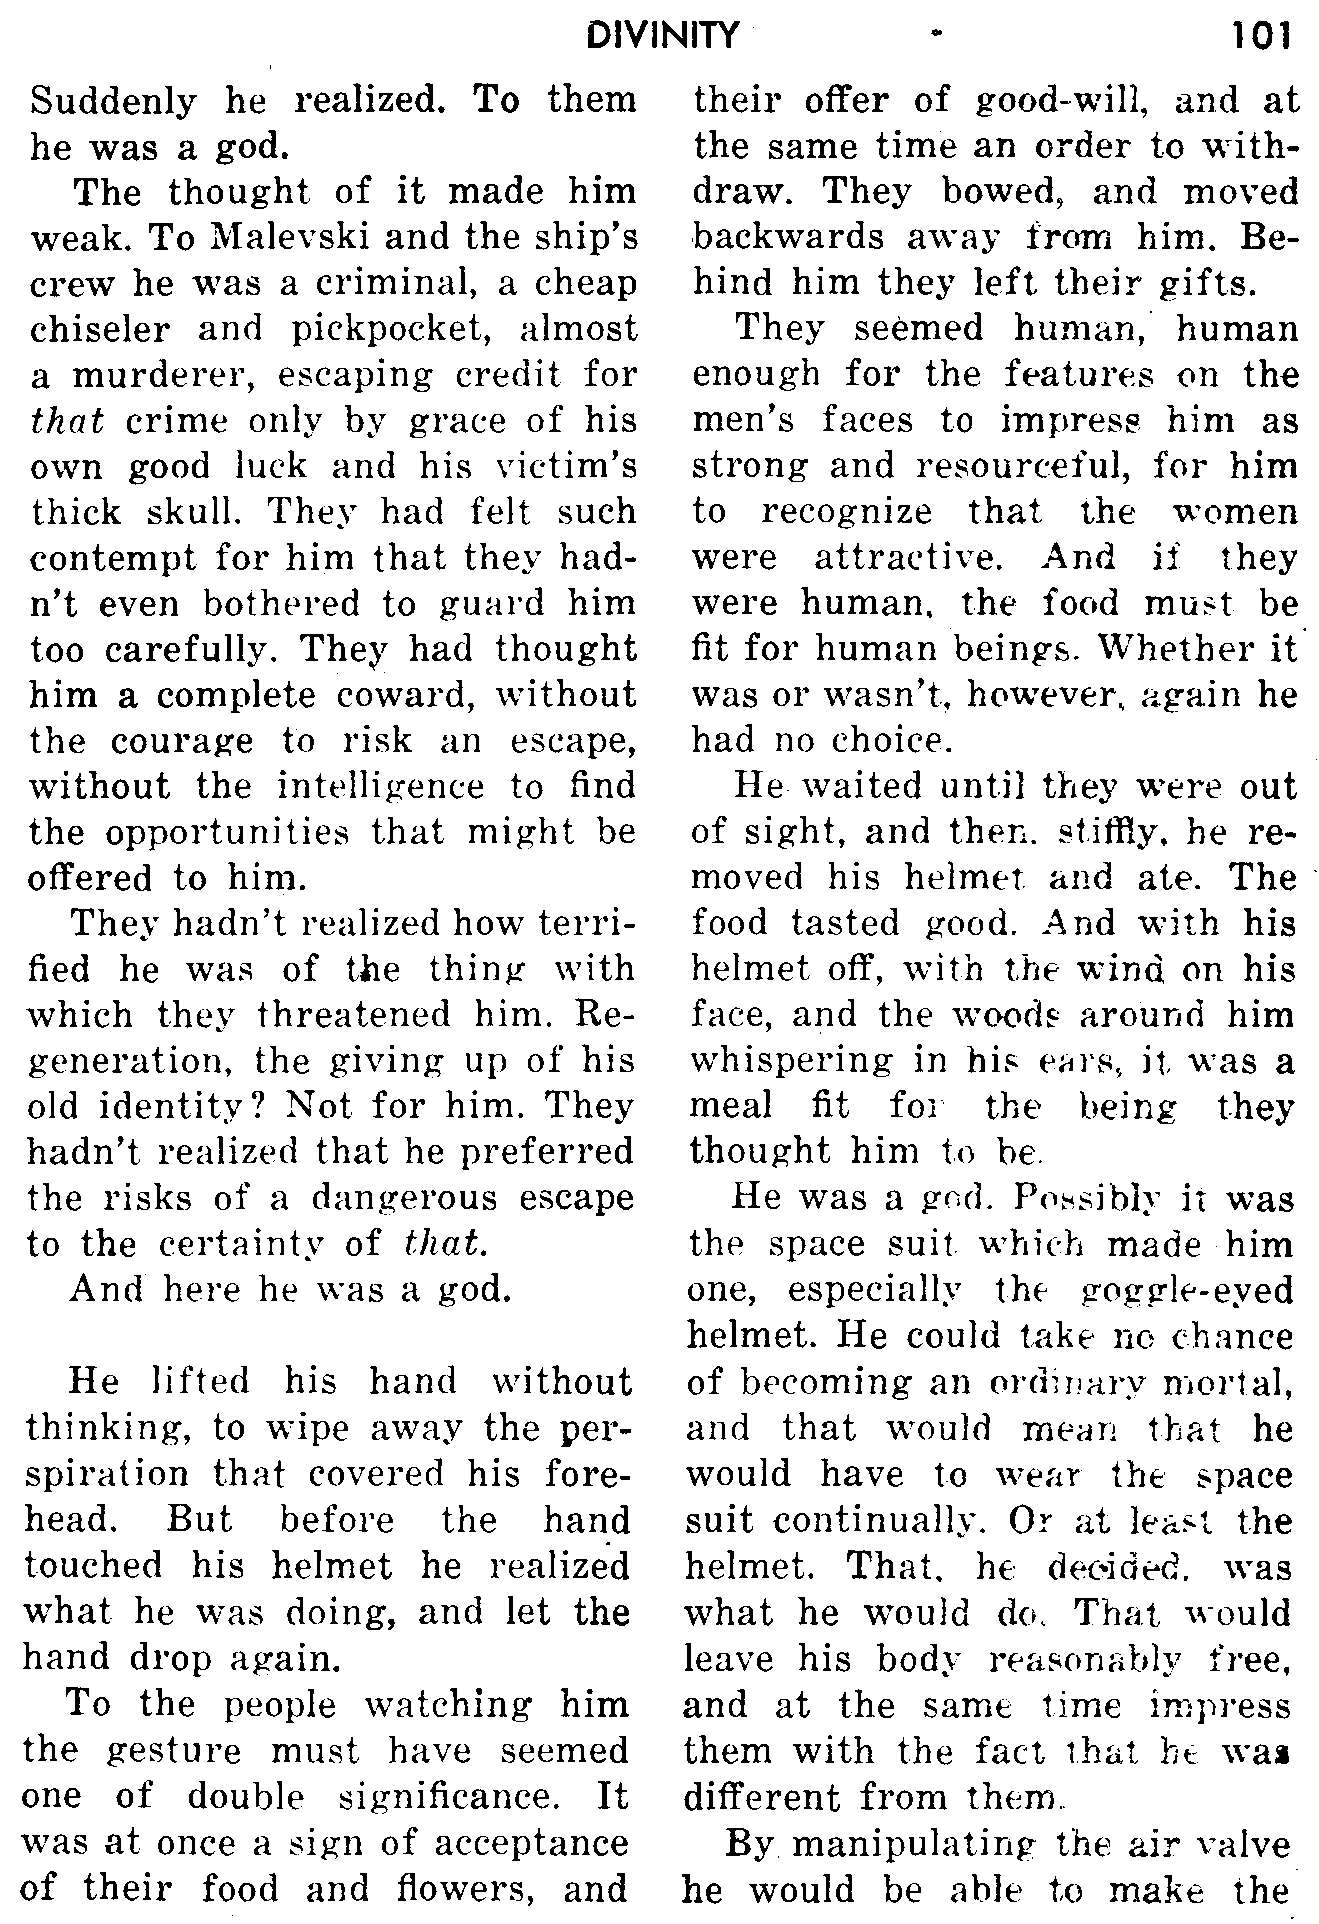 DIVINITY 101
Suddenly he realized. To them
he was a god.
The thought of it made him
weak. To Malevski and the ship's
crew he was a criminal, a cheap
chiseler and pickpocket, almost
a murderer, escaping credit for
that crime only by grace of his
own good luck and his victim's
thick skull. They had felt such
contempt for him that they had-
n't even bothered to guard him
too carefully. They had thought
him a complete coward, without
the courage to risk an escape,
without the intelligence to find
the opportunities that might be
offered to him.
They hadn't realized how terri-
fied he was of the thing with
which they threatened him. Re-
generation, the giving up of his
old identity? Not for him. They
hadn't realized that he preferred
the risks of a dangerous escape
to the certainty of that.
And here he was a god.
He lifted his hand without
thinking, to wipe away the per-
spiration that covered his fore-
head. But before the hand
touched his helmet he realized
what he was doing, and let the
hand drop again.
To the people watching him
the gesture must have seemed
one of double significance. It
was at once a sign of acceptance
of their food and flowers, and
their offer of good-will, and at
the same time an order to with-
draw. They bowed, and moved
backwards away from him. Be-
hind him they left their gifts.
They seemed human, human
enough for the features on the
men's faces to impress him as
strong and resourceful, for him
to recognize that the women
were attractive. And if they
were human, the food must be
fit for human beings. Whether it
was or wasn't, however, again he
had no choice.
He waited until they were out
of sight, and then, stiffly, he re-
moved his helmet and ate. The
food tasted good. And with his
helmet off, with the wind on his
face, and the woods around him
whispering in his ears, it was a
meal fit for the being they
thought him to be.
He was a god. Possibly it was
the space suit which made him
one, especially the goggle-eyed
helmet. He could take no chance
of becoming an ordinary mortal,
and that would mean that he
would have to wear the space
suit continually. Or at least the
helmet. That, he decided, was
what he would do. That would
leave his body reasonably free,
and at the same time impress
them with the fact that he was
different from them.
By manipulating the air valve
he would be able to make the